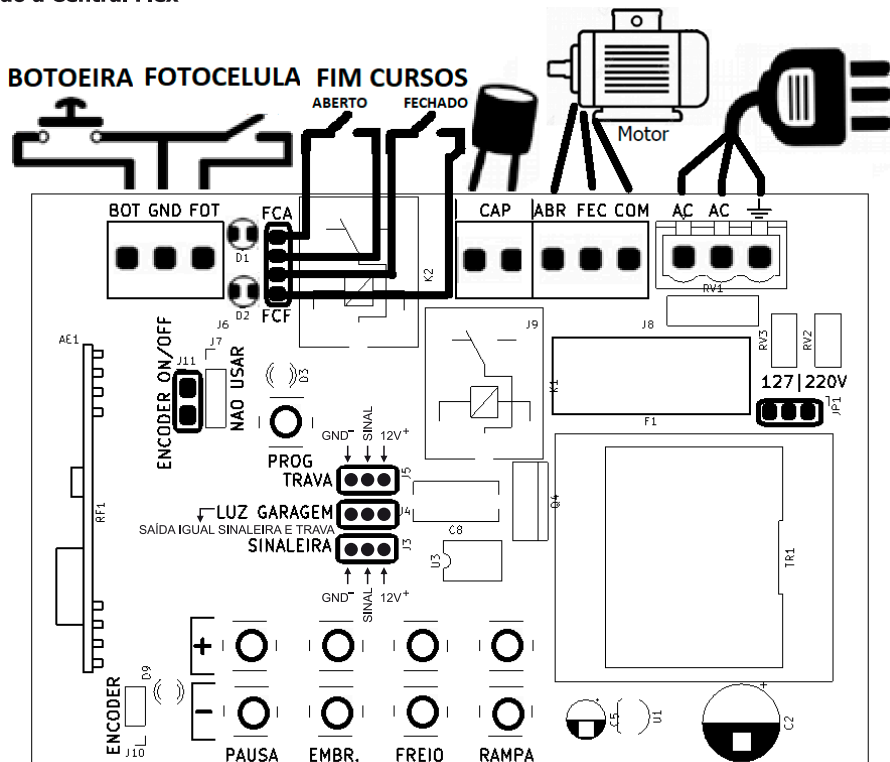 BOTOEIRA FOTOCELULA FIM CURSOS
ABERTO FECHADO
Motor
BOT GND FOT
FCA
CAP
ABR FEC COM
AC AC
D1
D2
K2
FCF
RV1
J6
J7
J9
J8
AE1
J11
ENCODER ON/OFF
NAO USAR
D3
K1
RV3
RV2
127|220V
JP1
F1
PROG
GND- SINAL 12V+
TRAVA
J5
LUZ GARAGEM
J4
SAÍDA IGUAL SINALEIRA E TRAVA
SINALEIRA
J3
GND- SINAL 12V+
C8
Q4
U3
RF1
TR1
+
-
D9
ENCODER
J10
PAUSA EMBR. FREIO RAMPA
C5
U1
+
C2